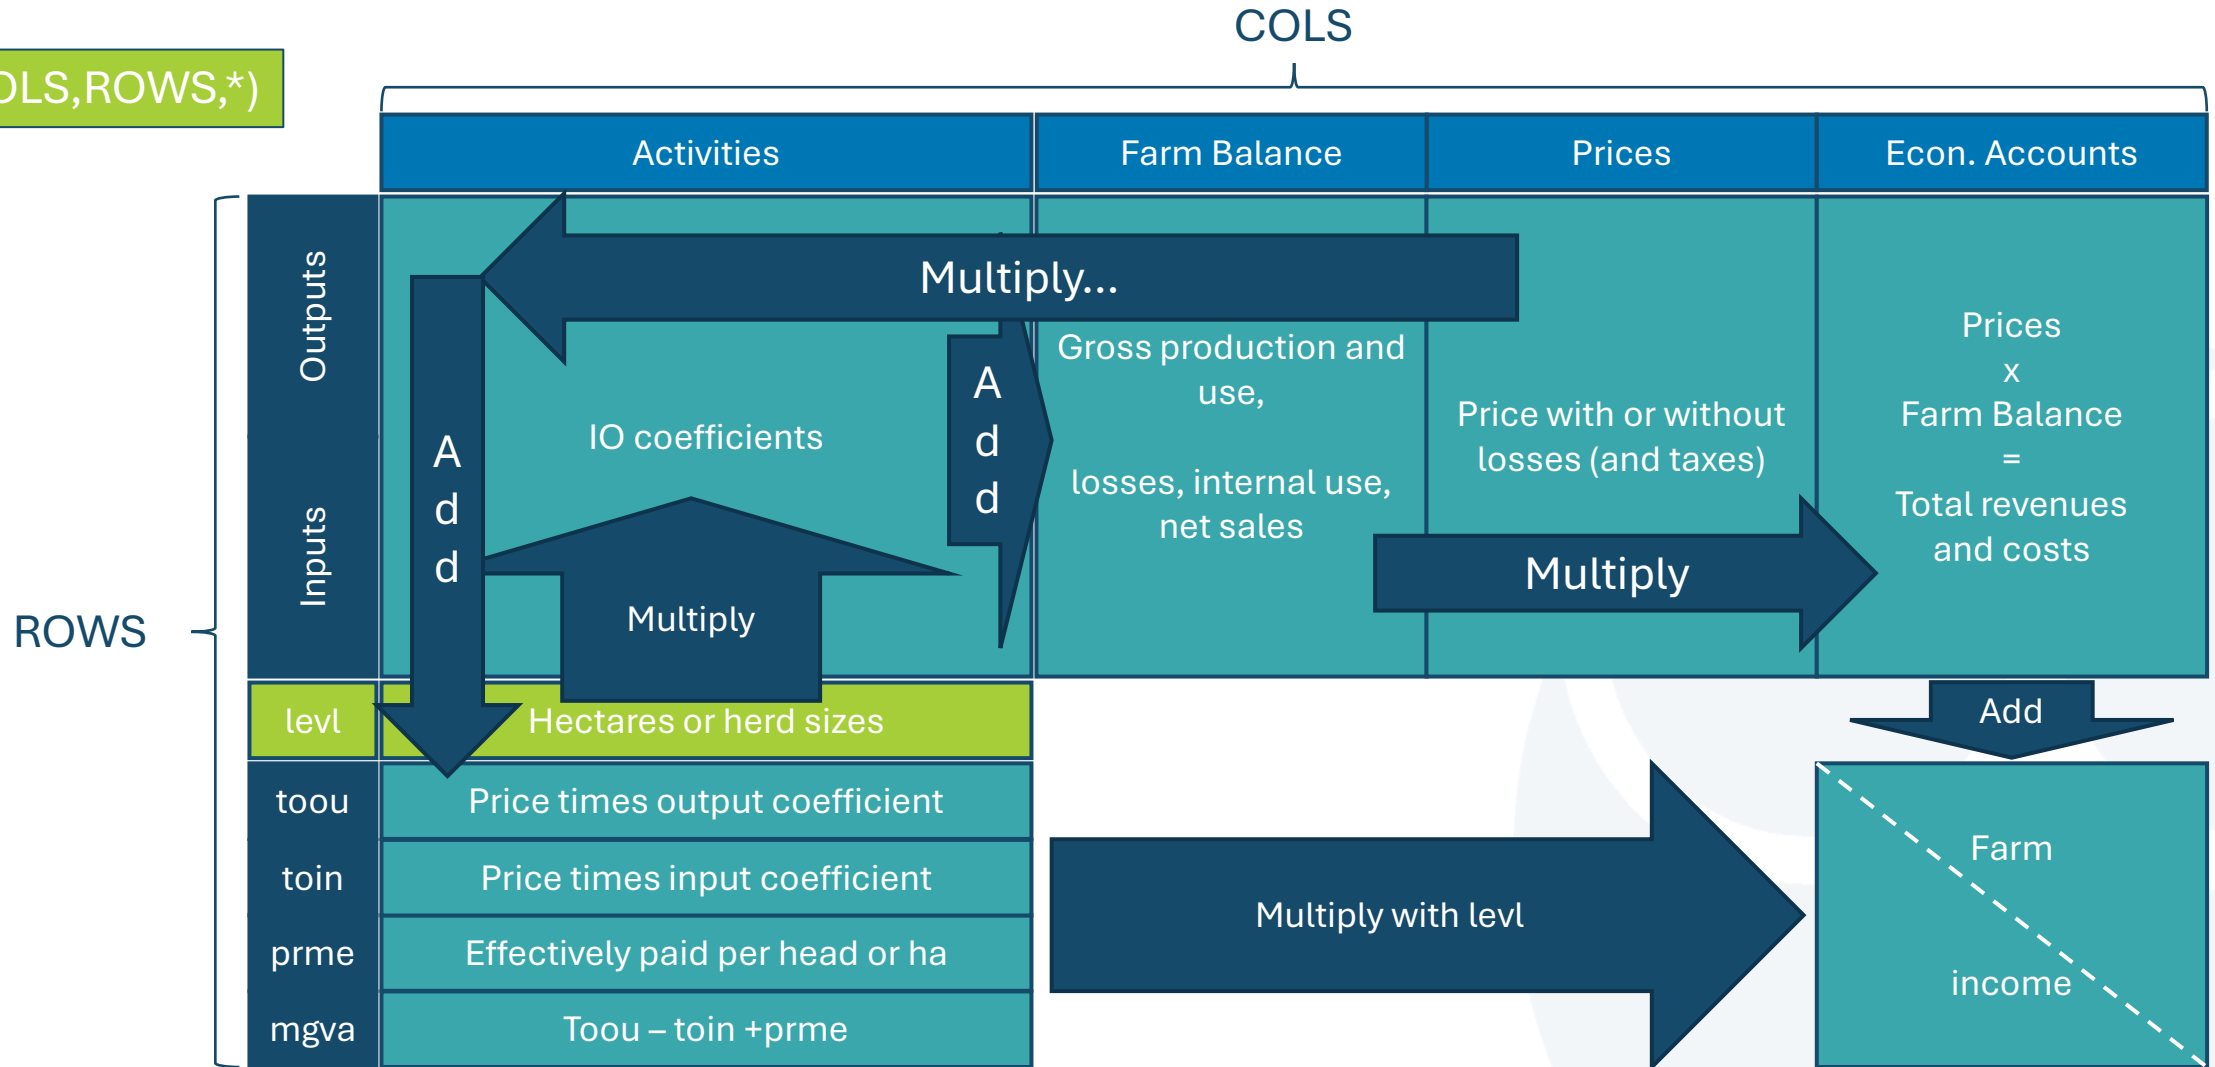 COLS
OLS,ROWS,*)
Activities
Farm Balance
Prices
Econ. Accounts
ROWS
Outputs
Inputs
Multiply...
Add
IO coefficients
Multiply
Add
Gross production and
use,
losses, internal use,
net sales
Price with or without
losses (and taxes)
Multiply
Prices
x
Farm Balance
=
Total revenues
and costs
levl
Hectares or herd sizes
Add
toou
Price times output coefficient
toin
Price times input coefficient
prme
Effectively paid per head or ha
mgva
Toou – toin +prme
Multiply with levl
Farm
income